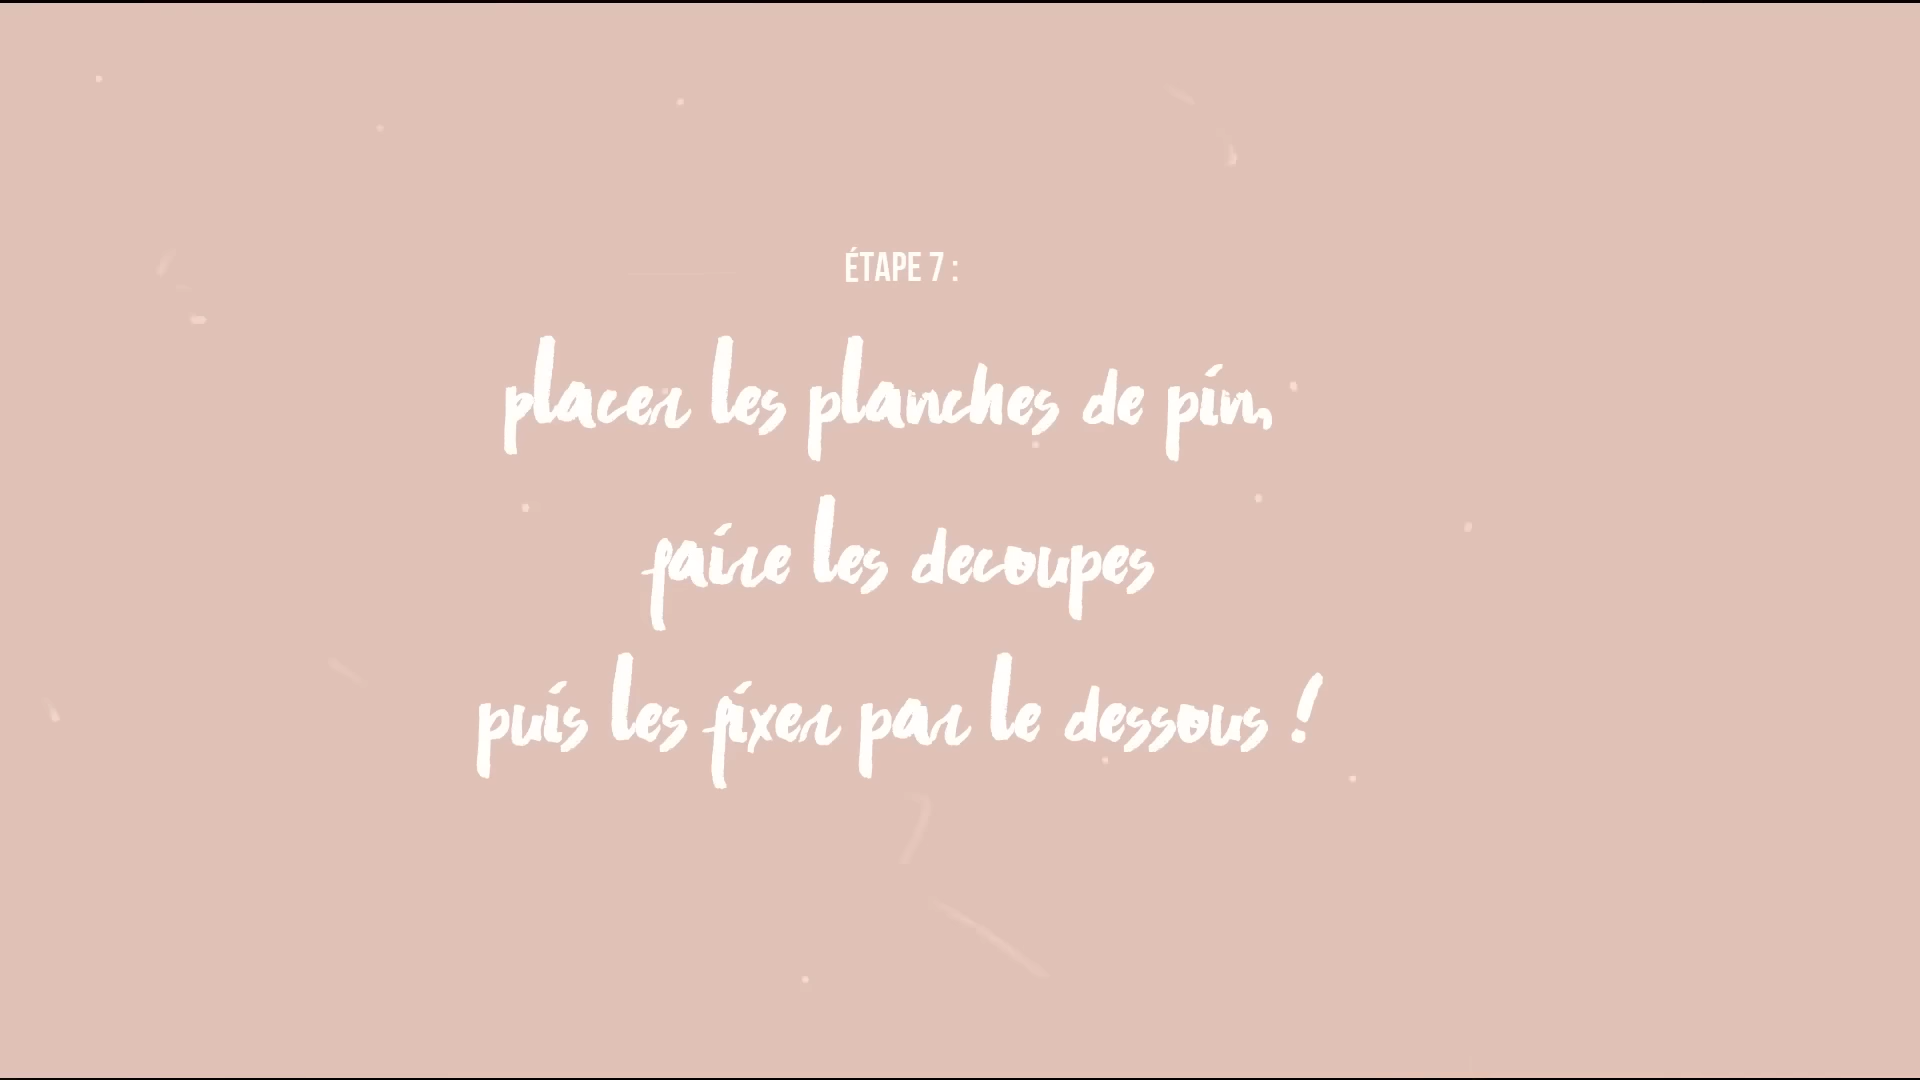 ÉTAPE 7 :
placer les planches de pin,
faire les decoupes
puis les fixer par le dessous !